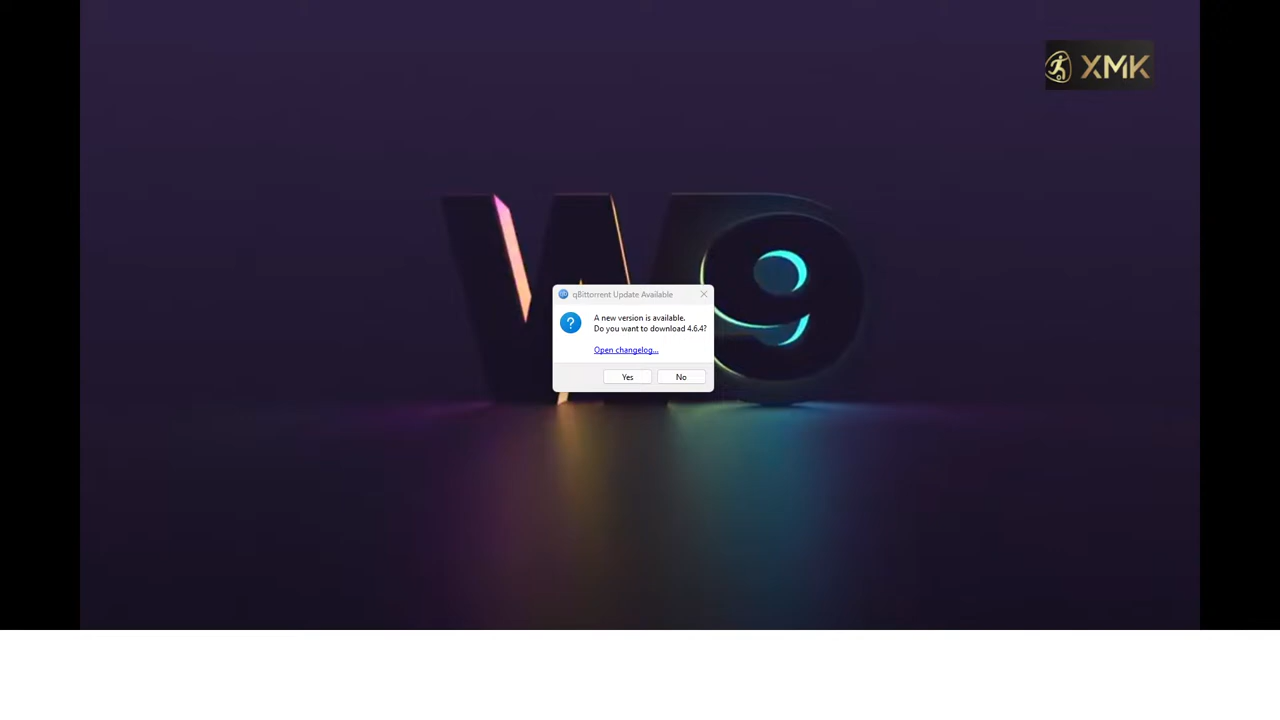 XMK
W 9
qBittorrent Update Available
A new version is available.
Do you want to download 4.6.4?
Open changelog...
Yes
No